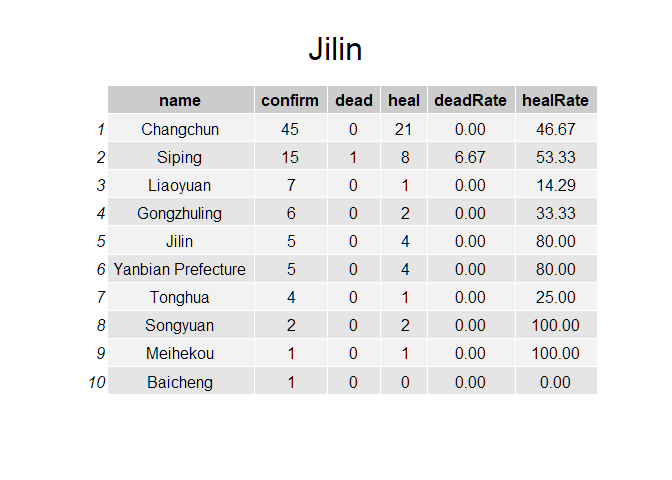 Jilin
name confirm dead heal deadRate healRate
1 Changchun 45 0 21 0.00 46.67
2 Siping 15 1 8 6.67 53.33
3 Liaoyuan 7 0 1 0.00 14.29
4 Gongzhuling 6 0 2 0.00 33.33
5 Jilin 5 0 4 0.00 80.00
6 Yanbian Prefecture 5 0 4 0.00 80.00
7 Tonghua 4 0 1 0.00 25.00
8 Songyuan 2 0 2 0.00 100.00
9 Meihekou 1 0 1 0.00 100.00
10 Baicheng 1 0 0 0.00 0.00